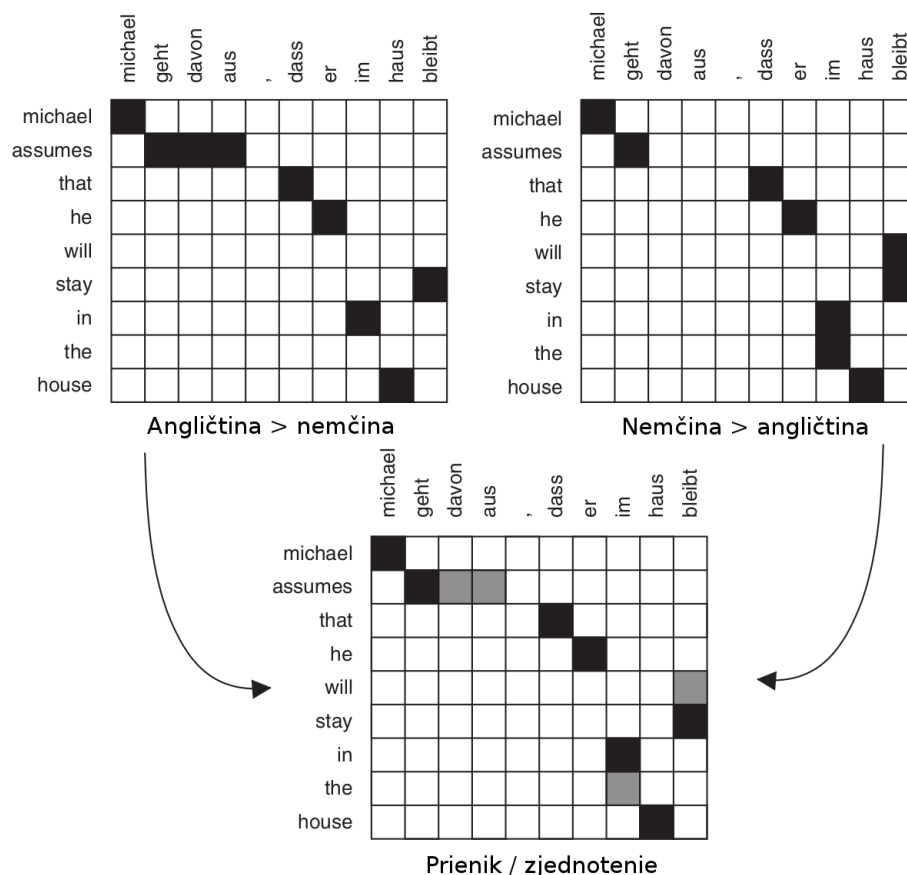 michael geht davon aus , dass er im haus bleibt
michael
assumes
that
he
will
stay
in
the
house
Angličtina > nemčina
michael geht davon aus , dass er im haus bleibt
michael
assumes
that
he
will
stay
in
the
house
Nemčina > angličtina
michael geht davon aus , dass er im haus bleibt
michael
assumes
that
he
will
stay
in
the
house
Prienik / zjednotenie